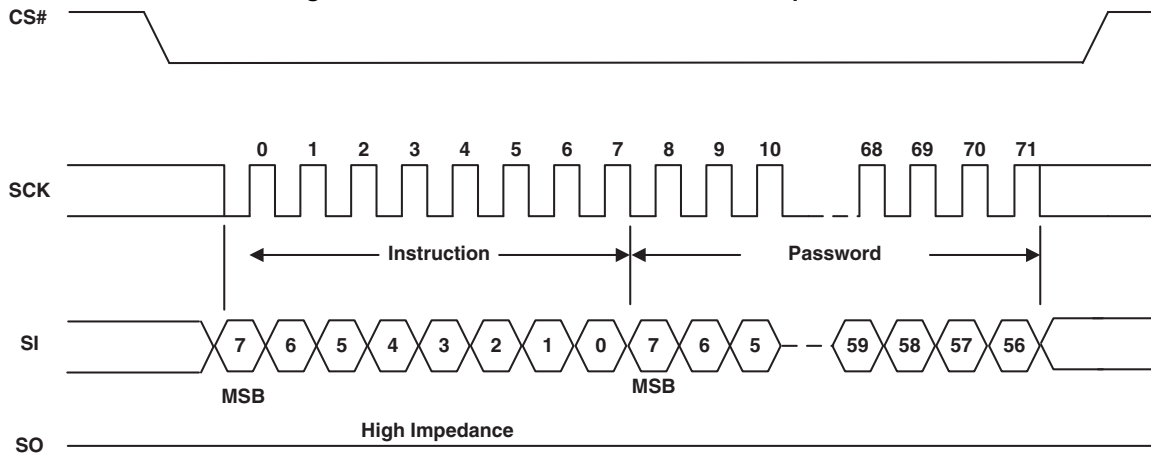 CS#
0 1 2 3 4 5 6 7 8 9 10 68 69 70 71
SCK
Instruction Password
SI 7 6 5 4 3 2 1 0 7 6 5 59 58 57 56
MSB MSB
High Impedance
SO